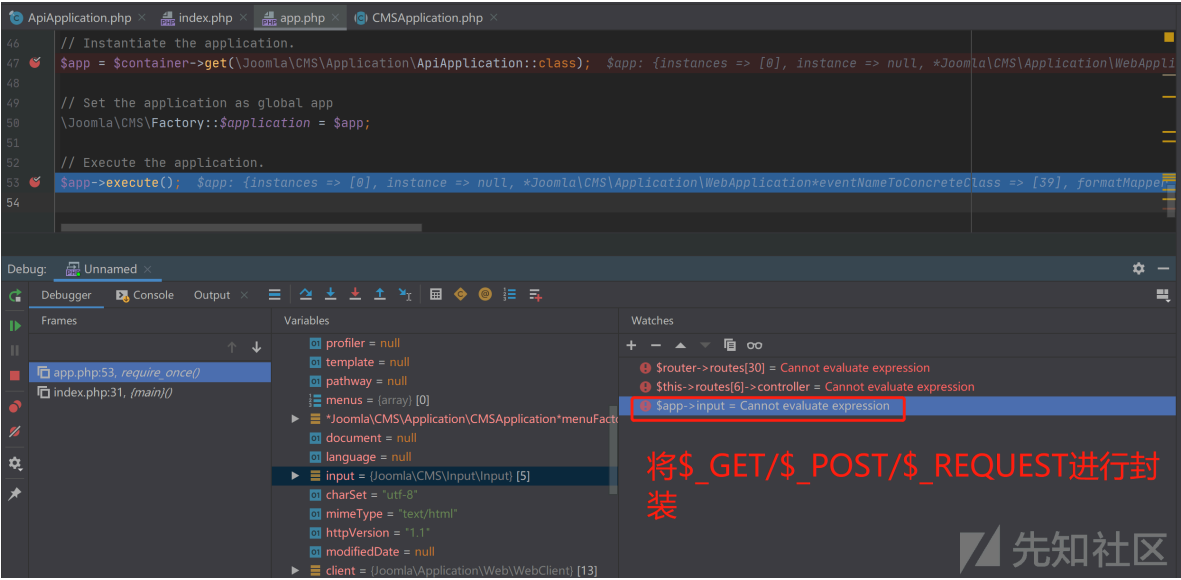 ApiApplication.php index.php app.php CMSApplication.php
46 // Instantiate the application.
47 $app = $container->get(\Joomla\CMS\Application\ApiApplication::class); $app: {instances => [0], instance => null, *Joomla\CMS\Application\WebAppli
48
49 // Set the application as global app
50 \Joomla\CMS\Factory::$application = $app;
51
52 // Execute the application.
53 $app->execute(); $app: {instances => [0], instance => null, *Joomla\CMS\Application\WebApplication*eventNameToConcreteClass => [39], formatMapper
54
Debug: Unnamed
Debugger Console Output
Frames Variables Watches
app.php:53, require_once()
index.php:31, {main}()
profiler = null
template = null
pathway = null
menus = {array} [0]
*Joomla\CMS\Application\CMSApplication*menuFacto
document = null
language = null
input = {Joomla\CMS\Input\Input} [5]
charSet = "utf-8"
mimeType = "text/html"
httpVersion = "1.1"
modifiedDate = null
client = {Joomla\Application\Web\WebClient} [13]
$router->routes[30] = Cannot evaluate expression
$this->routes[6]->controller = Cannot evaluate expression
$app->input = Cannot evaluate expression
将$_GET/$_POST/$_REQUEST进行封
装
先知社区